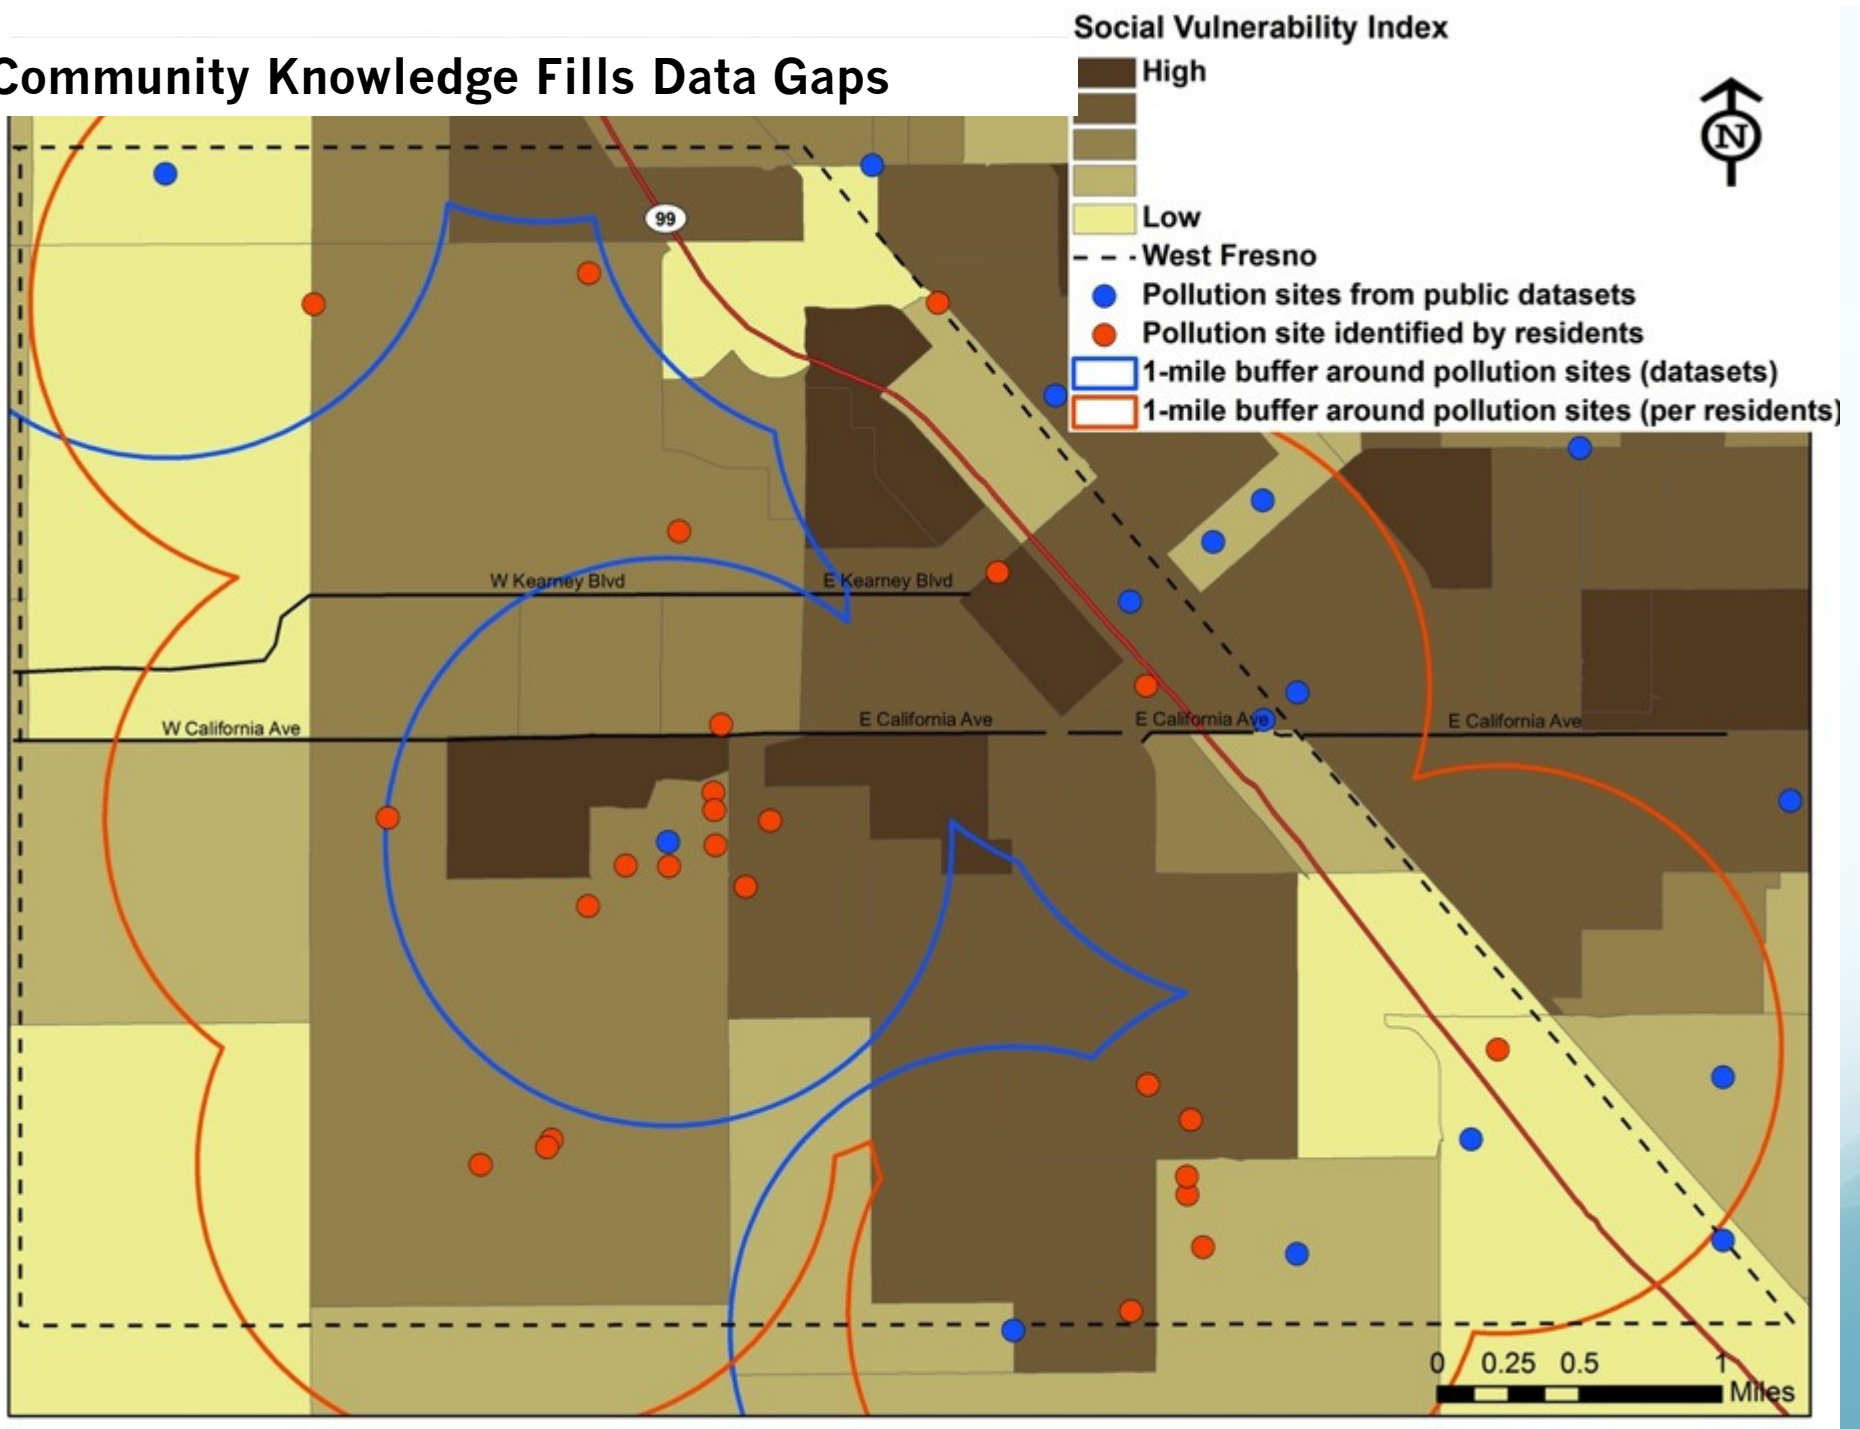 Community Knowledge Fills Data Gaps
Social Vulnerability Index
High
Low
West Fresno
Pollution sites from public datasets
Pollution site identified by residents
1-mile buffer around pollution sites (datasets)
1-mile buffer around pollution sites (per residents)
N
99
W Kearney Blvd
E Kearney Blvd
W California Ave
E California Ave
E California Ave
E California Ave
0 0.25 0.5 1
Miles